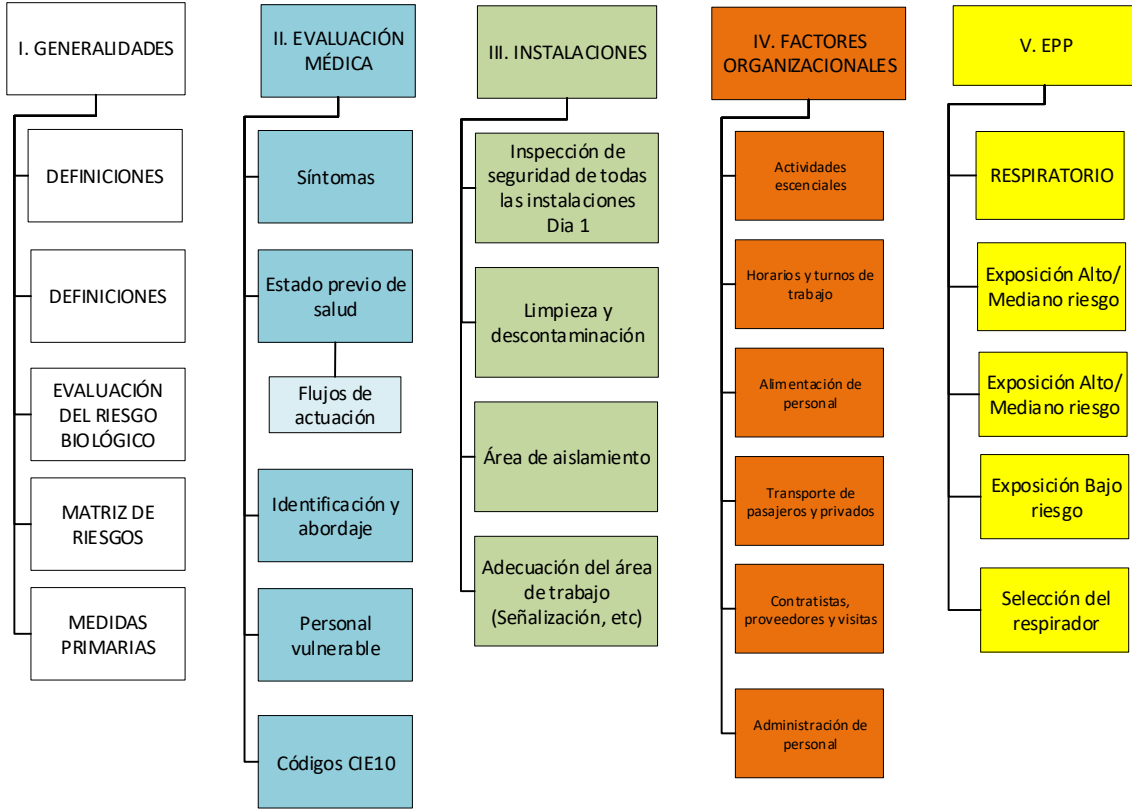 I. GENERALIDADES
DEFINICIONES
DEFINICIONES
EVALUACIÓN
DEL RIESGO
BIOLÓGICO
MATRIZ DE
RIESGOS
MEDIDAS
PRIMARIAS
II. EVALUACIÓN
MÉDICA
Síntomas
Estado previo de
salud
Flujos de
actuación
Identificación y
abordaje
Personal
vulnerable
Códigos CIE10
III. INSTALACIONES
Inspección de
seguridad de todas
las instalaciones
Dia 1
Limpieza y
descontaminación
Área de aislamiento
Adecuación del área
de trabajo
(Señalización, etc)
IV. FACTORES
ORGANIZACIONALES
Actividades
escenciales
Horarios y turnos de
trabajo
Alimentación de
personal
Transporte de
pasajeros y privados
Contratistas,
proveedores y visitas
Administración de
personal
V. EPP
RESPIRATORIO
Exposición Alto/
Mediano riesgo
Exposición Alto/
Mediano riesgo
Exposición Bajo
riesgo
Selección del
respirador